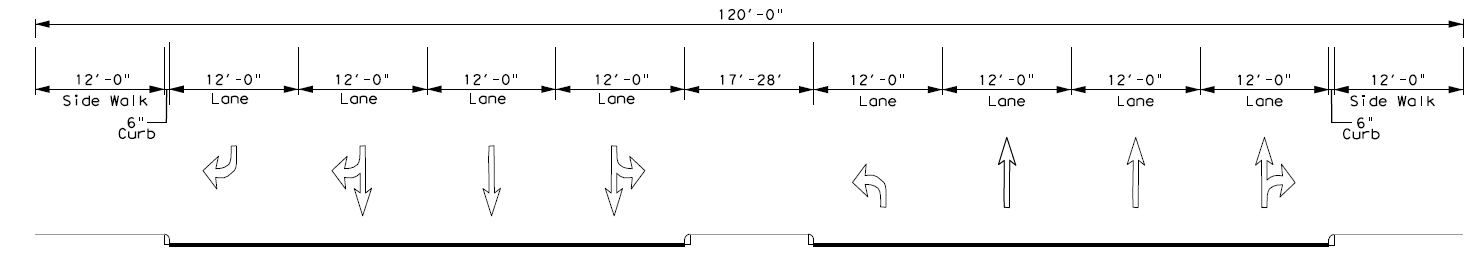 120'-0"
12'-0" 12'-0" 12'-0" 12'-0" 12'-0" 17'-28' 12'-0" 12'-0" 12'-0" 12'-0" 12'-0"
Side Walk Lane Lane Lane Lane Lane Lane Lane Lane Side Walk
6" 6"
Curb Curb